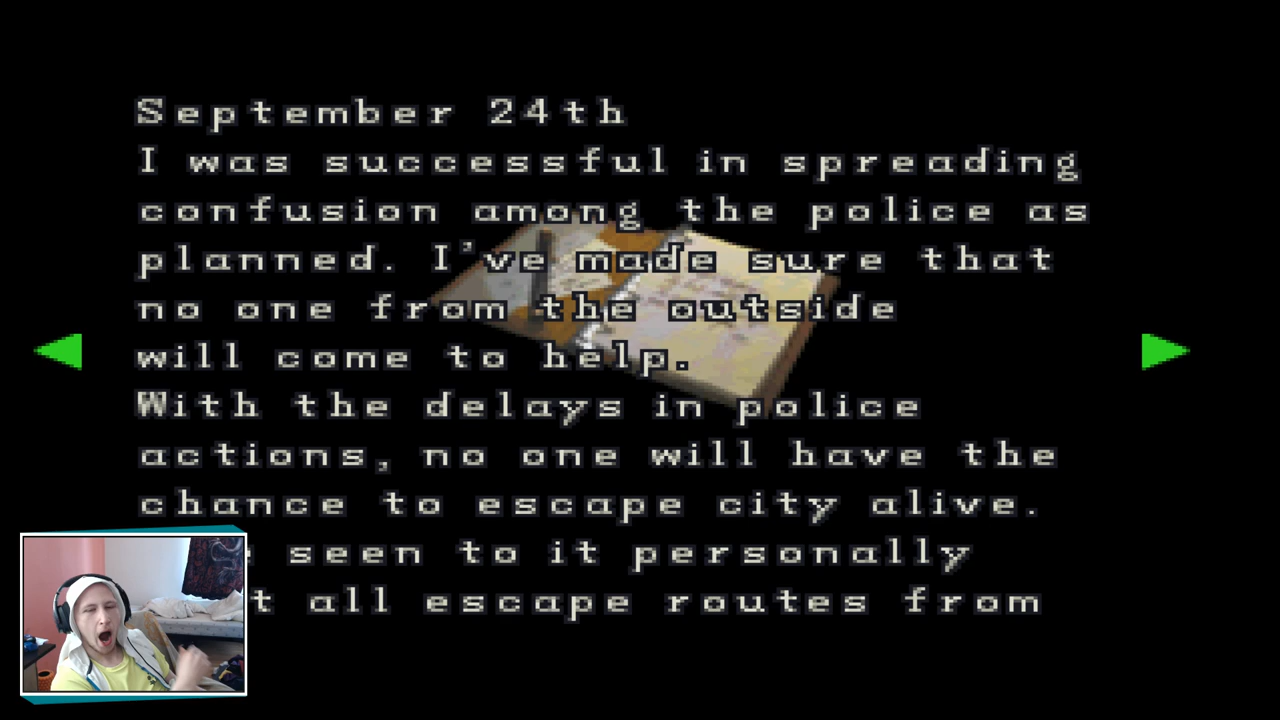 September 24th
I was successful in spreading
confusion among the police as
planned. I've made sure that
no one from the outside
will come to help.
With the delays in police
actions, no one will have the
chance to escape city alive.
seen to it personally
all escape routes from